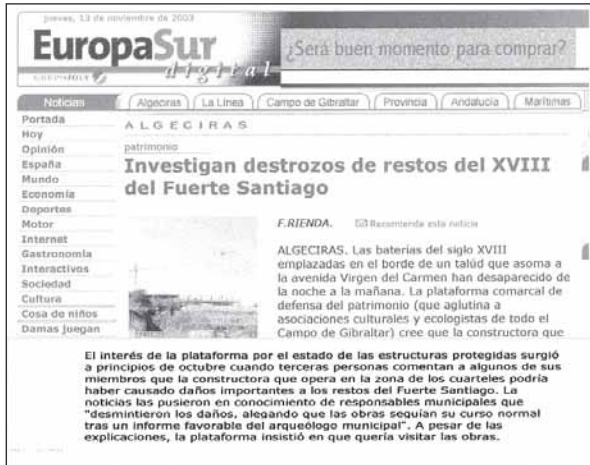 jueves, 13 de noviembre de 2003
EuropaSur
digital
¿Será buen momento para comprar?
Noticias
Algeciras
La Línea
Campo de Gibraltar
Provincia
Andalucía
Marítimas
Portada
Hoy
Opinión
España
Mundo
Economía
Deportes
Motor
Internet
Gastronomía
Interactivos
Sociedad
Cultura
Cosa de niños
Damas juegan
ALGECIRAS
patrimonio
Investigan destrozos de restos del XVIII
del Fuerte Santiago
F.RIENDA.
Recomienda esta noticia
ALGECIRAS. Las baterías del siglo XVIII
emplazadas en el borde de un talúd que asoma a
la avenida Virgen del Carmen han desaparecido de
la noche a la mañana. La plataforma comarcal de
defensa del patrimonio (que aglutina a
asociaciones culturales y ecologistas de todo el
Campo de Gibraltar) cree que la constructora que
El interés de la plataforma por el estado de las estructuras protegidas surgió
a principios de octubre cuando terceras personas comentan a algunos de sus
miembros que la constructora que opera en la zona de los cuarteles podría
haber causado daños importantes a los restos del Fuerte Santiago. La
noticias las pusieron en conocimiento de responsables municipales que
"desmintieron los daños, alegando que las obras seguían su curso normal
tras un informe favorable del arqueólogo municipal". A pesar de las
explicaciones, la plataforma insistió en que quería visitar las obras.